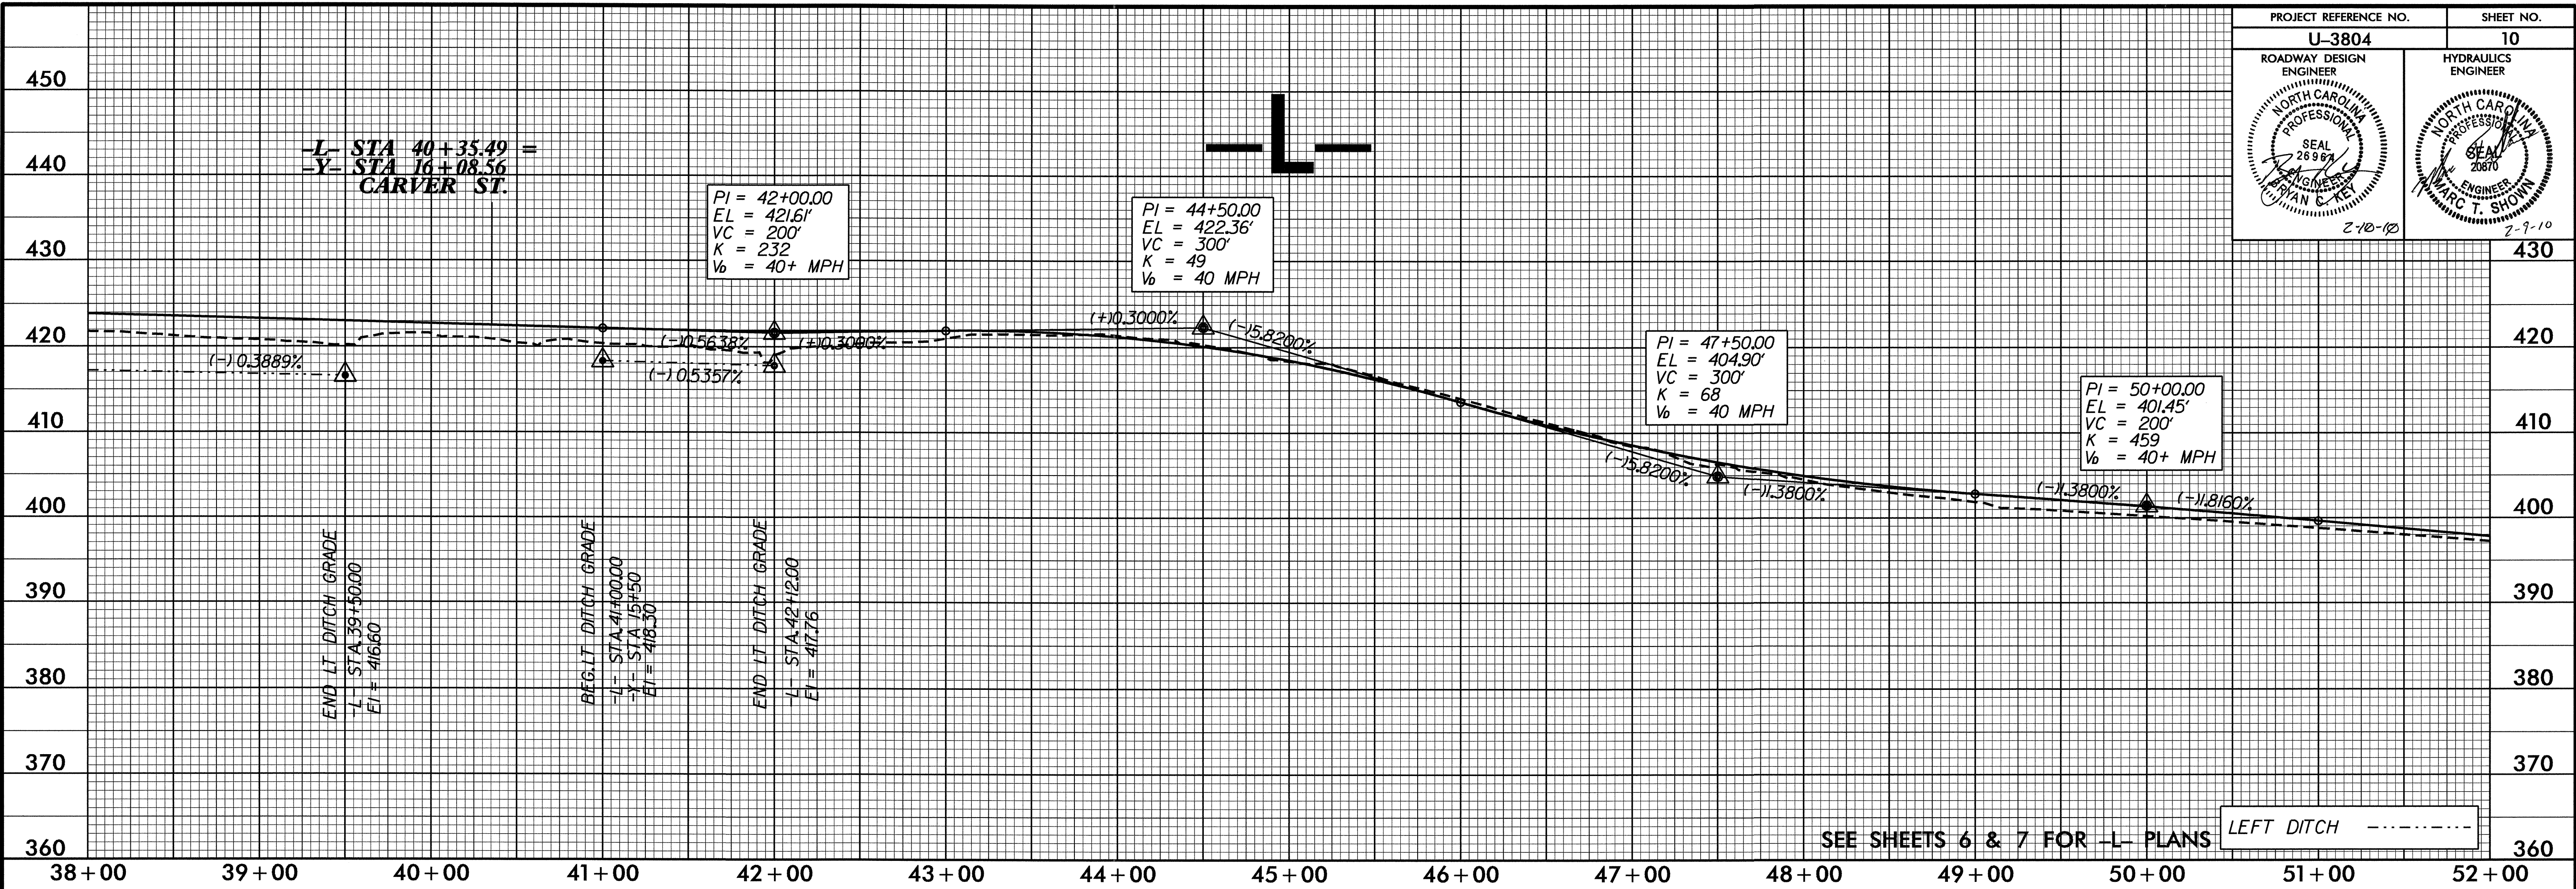 PROJECT REFERENCE NO.
SHEET NO.
U-3804
10
ROADWAY DESIGN
ENGINEER
HYDRAULICS
ENGINEER
NORTH CAROLINA
PROFESSIONAL
SEAL
26964
ENGINEER
BRYAN C. KEY
2-10-10
NORTH CAROLINA
PROFESSIONAL
SEAL
20870
ENGINEER
MARC T. SHOWN
2-9-10
-L- STA 40+35.49 =
-Y- STA 16+08.56
CARVER ST.
-L-
PI = 42+00.00
EL = 421.61'
VC = 200'
K = 232
VD = 40+ MPH
PI = 44+50.00
EL = 422.36'
VC = 300'
K = 49
VD = 40 MPH
PI = 47+50.00
EL = 404.90'
VC = 300'
K = 68
VD = 40 MPH
PI = 50+00.00
EL = 401.45'
VC = 200'
K = 459
VD = 40+ MPH
450
440
430
420
410
400
390
380
370
360
430
420
410
400
390
380
370
360
(-)0.3889%
(-)0.5638%
(+)0.3000%
(-)0.5357%
(+)0.3000%
(-)5.8200%
(-)5.8200%
(-)1.3800%
(-)1.3800%
(-)1.8160%
END LT DITCH GRADE
-L- STA.39+50.00
El = 416.60
BEG.LT DITCH GRADE
-L- STA.41+00.00
-Y- STA 15+50
El = 418.30
END LT DITCH GRADE
-L- STA.42+12.00
El = 417.76
SEE SHEETS 6 & 7 FOR -L- PLANS
LEFT DITCH
38+00 39+00 40+00 41+00 42+00 43+00 44+00 45+00 46+00 47+00 48+00 49+00 50+00 51+00 52+00